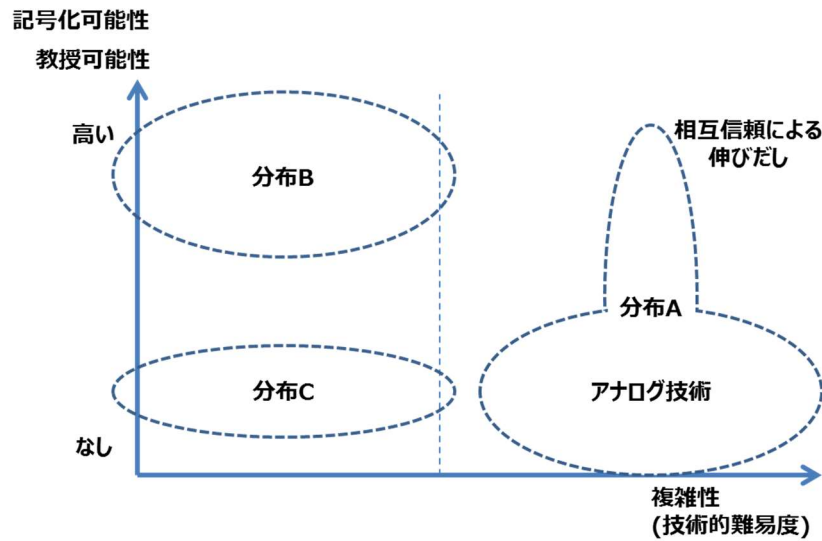 記号化可能性
教授可能性
高い
相互信頼による
伸びだし
分布B
分布A
分布C
アナログ技術
なし
複雑性
(技術的難易度)